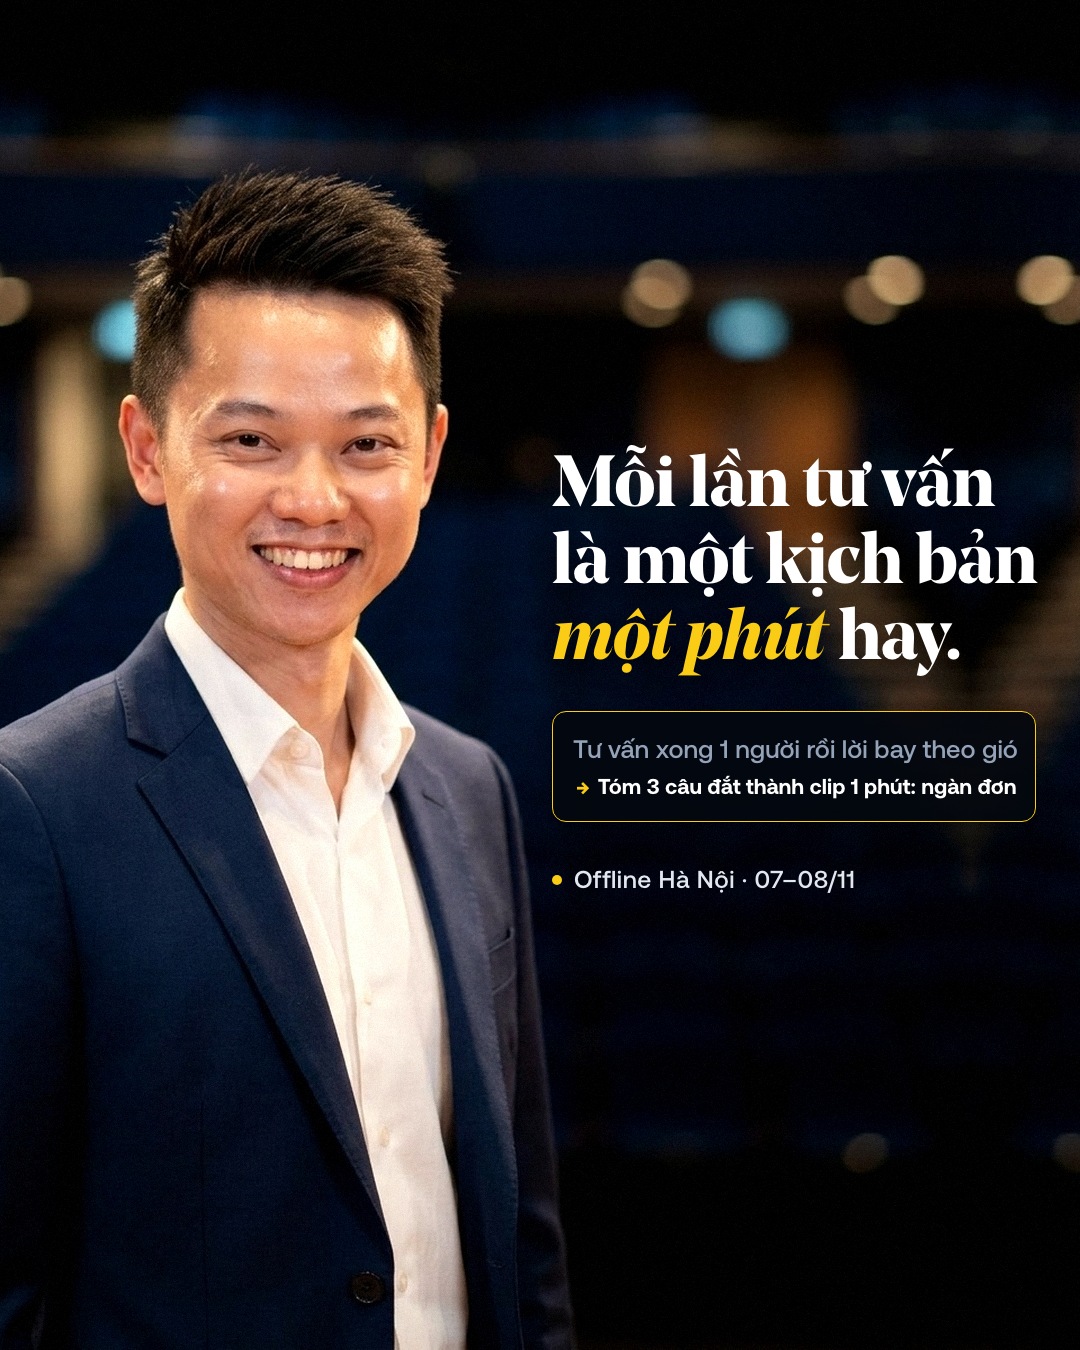 Mỗi lần tư vấn
là một kịch bản
một phút hay.
Tư vấn xong 1 người rồi lời bay theo gió
→ Tóm 3 câu đắt thành clip 1 phút: ngàn đơn
• Offline Hà Nội · 07–08/11